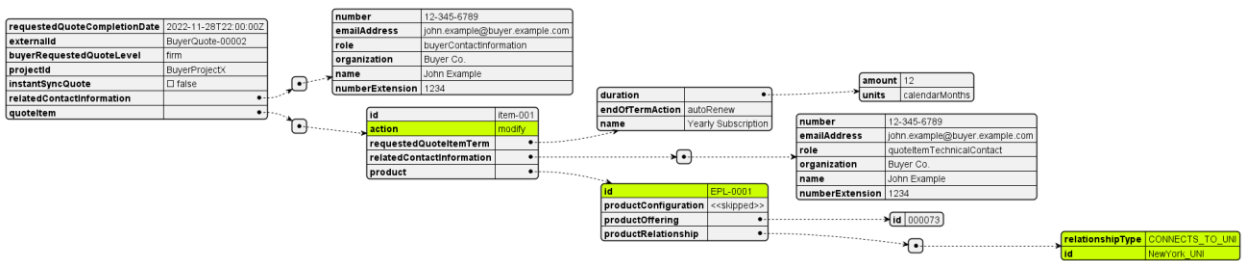 requestedQuoteCompletionDate 2022-11-28T22:00:00Z
externalId BuyerQuote-00002
buyerRequestedQuoteLevel firm
projectId BuyerProjectX
instantSyncQuote ☐ false
relatedContactInformation
quoteItem
number 12-345-6789
emailAddress john.example@buyer.example.com
role buyerContactInformation
organization Buyer Co.
name John Example
numberExtension 1234
id item-001
action modify
requestedQuoteItemTerm
relatedContactInformation
product
duration
endOfTermAction autoRenew
name Yearly Subscription
amount 12
units calendarMonths
number 12-345-6789
emailAddress john.example@buyer.example.com
role quoteItemTechnicalContact
organization Buyer Co.
name John Example
numberExtension 1234
id EPL-0001
productConfiguration <<skipped>>
productOffering
productRelationship
id 000073
relationshipType CONNECTS_TO_UNI
id NewYork_UNI